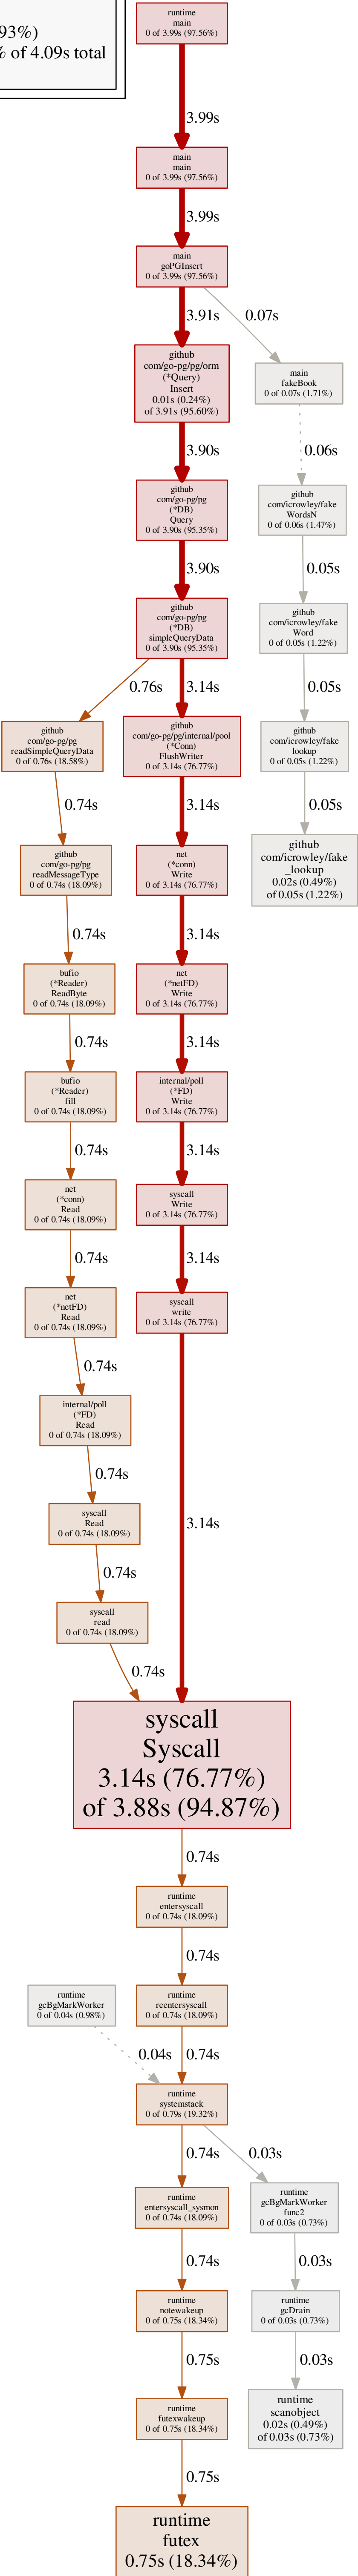 93%)
% of 4.09s total
runtime
main
0 of 3.99s (97.56%)
3.99s
main
main
0 of 3.99s (97.56%)
3.99s
main
goPGInsert
0 of 3.99s (97.56%)
3.91s
0.07s
github
com/go-pg/pg/orm
(*Query)
Insert
0.01s (0.24%)
of 3.91s (95.60%)
main
fakeBook
0 of 0.07s (1.71%)
3.90s
0.06s
github
com/go-pg/pg
(*DB)
Query
0 of 3.90s (95.35%)
github
com/icrowley/fake
WordsN
0 of 0.06s (1.47%)
3.90s
0.05s
github
com/go-pg/pg
(*DB)
simpleQueryData
0 of 3.90s (95.35%)
github
com/icrowley/fake
Word
0 of 0.05s (1.22%)
0.76s
3.14s
0.05s
github
com/go-pg/pg
readSimpleQueryData
0 of 0.76s (18.58%)
github
com/go-pg/pg/internal/pool
(*Conn)
FlushWriter
0 of 3.14s (76.77%)
github
com/icrowley/fake
lookup
0 of 0.05s (1.22%)
0.74s
3.14s
0.05s
github
com/go-pg/pg
readMessageType
0 of 0.74s (18.09%)
net
(*conn)
Write
0 of 3.14s (76.77%)
github
com/icrowley/fake
_lookup
0.02s (0.49%)
of 0.05s (1.22%)
0.74s
3.14s
bufio
(*Reader)
ReadByte
0 of 0.74s (18.09%)
net
(*netFD)
Write
0 of 3.14s (76.77%)
0.74s
3.14s
bufio
(*Reader)
fill
0 of 0.74s (18.09%)
internal/poll
(*FD)
Write
0 of 3.14s (76.77%)
0.74s
3.14s
net
(*conn)
Read
0 of 0.74s (18.09%)
syscall
Write
0 of 3.14s (76.77%)
0.74s
3.14s
net
(*netFD)
Read
0 of 0.74s (18.09%)
syscall
write
0 of 3.14s (76.77%)
0.74s
internal/poll
(*FD)
Read
0 of 0.74s (18.09%)
0.74s
3.14s
syscall
Read
0 of 0.74s (18.09%)
0.74s
syscall
read
0 of 0.74s (18.09%)
0.74s
syscall
Syscall
3.14s (76.77%)
of 3.88s (94.87%)
0.74s
runtime
entersyscall
0 of 0.74s (18.09%)
0.74s
runtime
gcBgMarkWorker
0 of 0.04s (0.98%)
runtime
reentersyscall
0 of 0.74s (18.09%)
0.04s
0.74s
runtime
systemstack
0 of 0.79s (19.32%)
0.74s
0.03s
runtime
entersyscall_sysmon
0 of 0.74s (18.09%)
runtime
gcBgMarkWorker
func2
0 of 0.03s (0.73%)
0.74s
0.03s
runtime
notewakeup
0 of 0.75s (18.34%)
runtime
gcDrain
0 of 0.03s (0.73%)
0.75s
0.03s
runtime
futexwakeup
0 of 0.75s (18.34%)
runtime
scanobject
0.02s (0.49%)
of 0.03s (0.73%)
0.75s
runtime
futex
0.75s (18.34%)